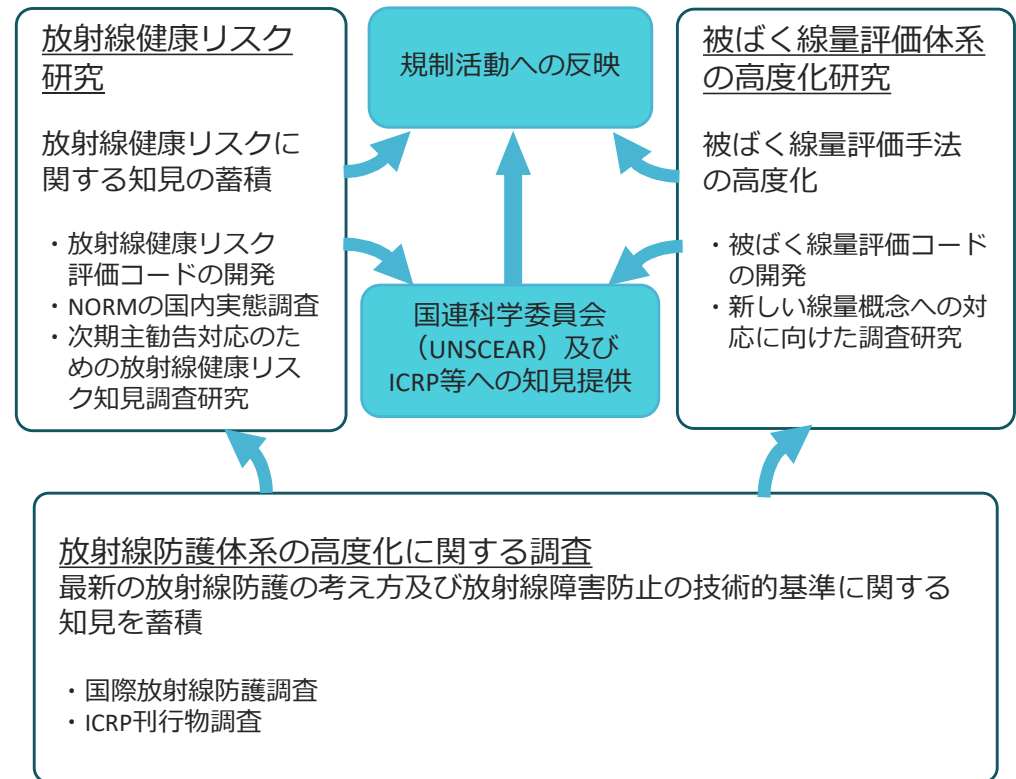 放射線健康リスク
研究
放射線健康リスクに
関する知見の蓄積
・放射線健康リスク
評価コードの開発
・NORMの国内実態調査
・次期主勧告対応のた
めの放射線健康リス
ク知見調査研究
規制活動への反映
国連科学委員会
（UNSCEAR）及び
ICRP等への知見提供
被ばく線量評価体系
の高度化研究
被ばく線量評価手法
の高度化
・被ばく線量評価コード
の開発
・新しい線量概念への対
応に向けた調査研究
放射線防護体系の高度化に関する調査
最新の放射線防護の考え方及び放射線障害防止の技術的基準に関する
知見を蓄積
・国際放射線防護調査
・ICRP刊行物調査